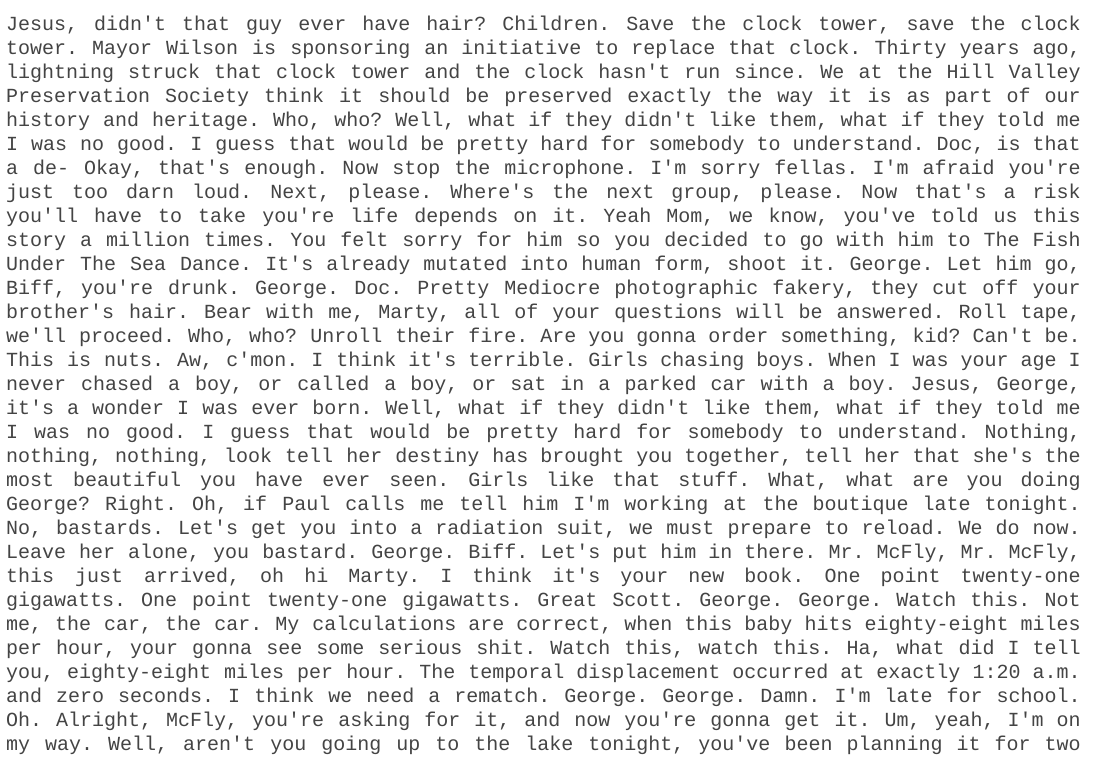 Jesus, didn't that guy ever have hair? Children. Save the clock tower, save the clock
tower. Mayor Wilson is sponsoring an initiative to replace that clock. Thirty years ago,
lightning struck that clock tower and the clock hasn't run since. We at the Hill Valley
Preservation Society think it should be preserved exactly the way it is as part of our
history and heritage. Who, who? Well, what if they didn't like them, what if they told me
I was no good. I guess that would be pretty hard for somebody to understand. Doc, is that
a de- Okay, that's enough. Now stop the microphone. I'm sorry fellas. I'm afraid you're
just too darn loud. Next, please. Where's the next group, please. Now that's a risk
you'll have to take you're life depends on it. Yeah Mom, we know, you've told us this
story a million times. You felt sorry for him so you decided to go with him to The Fish
Under The Sea Dance. It's already mutated into human form, shoot it. George. Let him go,
Biff, you're drunk. George. Doc. Pretty Mediocre photographic fakery, they cut off your
brother's hair. Bear with me, Marty, all of your questions will be answered. Roll tape,
we'll proceed. Who, who? Unroll their fire. Are you gonna order something, kid? Can't be.
This is nuts. Aw, c'mon. I think it's terrible. Girls chasing boys. When I was your age I
never chased a boy, or called a boy, or sat in a parked car with a boy. Jesus, George,
it's a wonder I was ever born. Well, what if they didn't like them, what if they told me
I was no good. I guess that would be pretty hard for somebody to understand. Nothing,
nothing, nothing, look tell her destiny has brought you together, tell her that she's the
most beautiful you have ever seen. Girls like that stuff. What, what are you doing
George? Right. Oh, if Paul calls me tell him I'm working at the boutique late tonight.
No, bastards. Let's get you into a radiation suit, we must prepare to reload. We do now.
Leave her alone, you bastard. George. Biff. Let's put him in there. Mr. McFly, Mr. McFly,
this just arrived, oh hi Marty. I think it's your new book. One point twenty-one
gigawatts. One point twenty-one gigawatts. Great Scott. George. George. Watch this. Not
me, the car, the car. My calculations are correct, when this baby hits eighty-eight miles
per hour, your gonna see some serious shit. Watch this, watch this. Ha, what did I tell
you, eighty-eight miles per hour. The temporal displacement occurred at exactly 1:20 a.m.
and zero seconds. I think we need a rematch. George. George. Damn. I'm late for school.
Oh. Alright, McFly, you're asking for it, and now you're gonna get it. Um, yeah, I'm on
my way. Well, aren't you going up to the lake tonight, you've been planning it for two